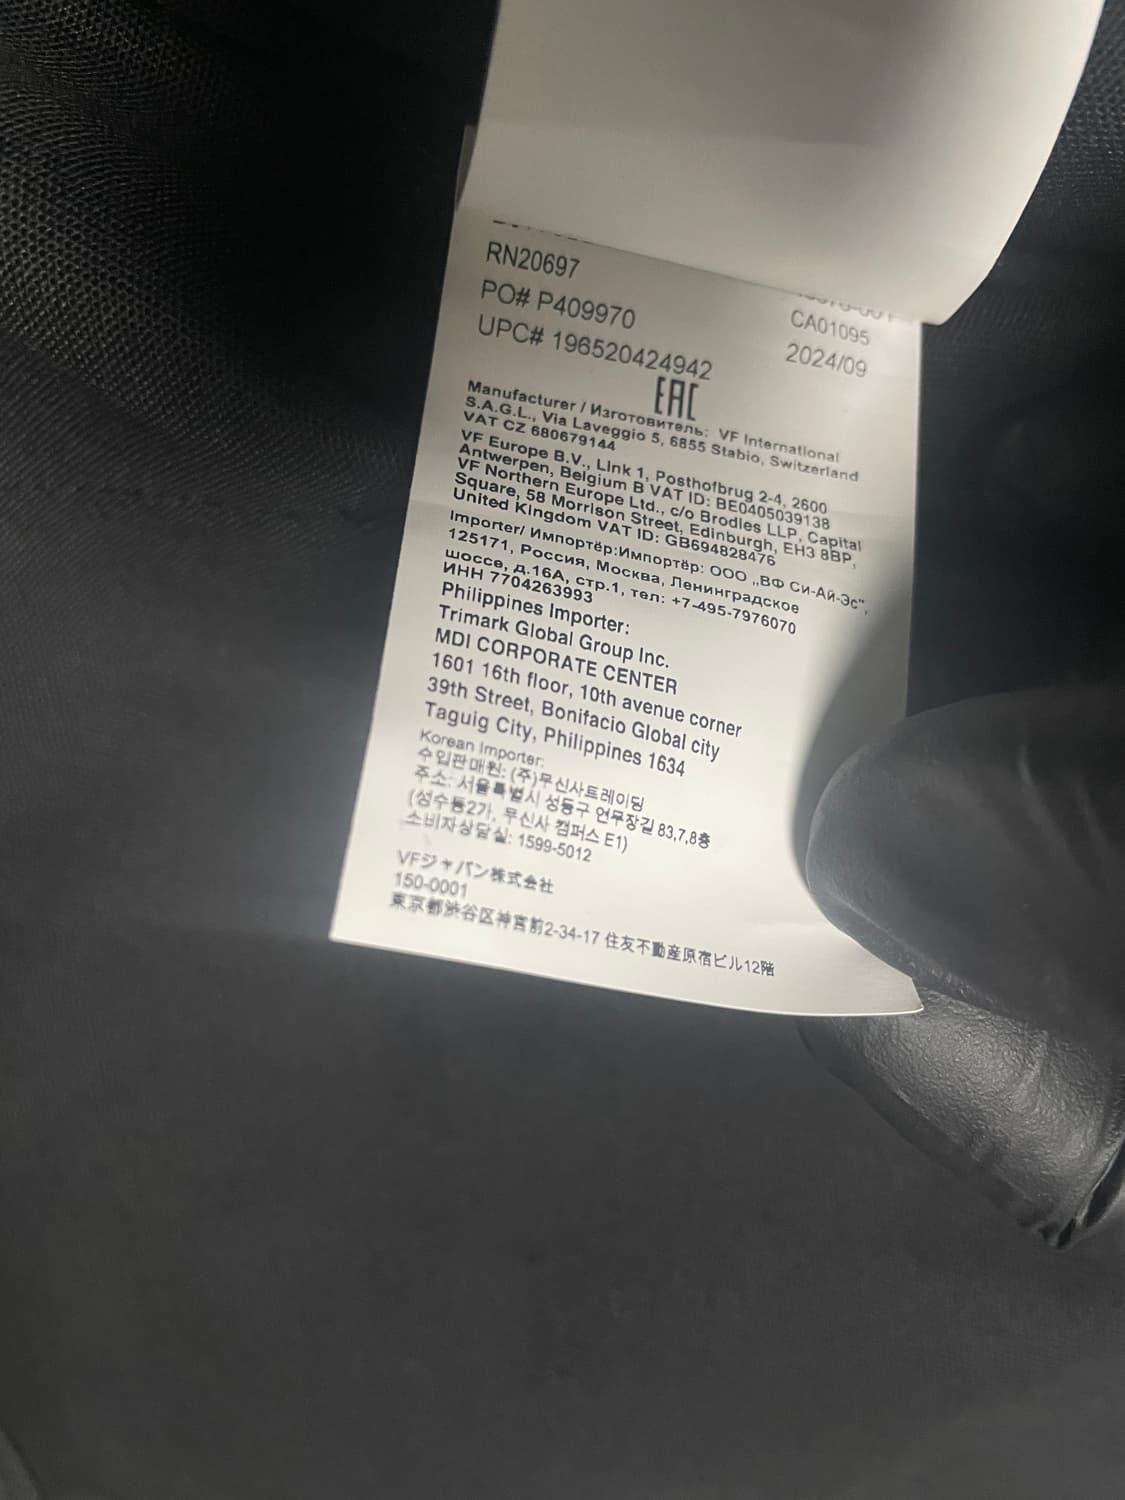 RN20697
PO# P409970
CA01095
UPC# 196520424942
2024/09
EAC
Manufacturer / Изготовитель: VF International
S.A.G.L., Via Laveggio 5, 6855 Stabio, Switzerland
VAT CZ 680679144
VF Europe B.V., Link 1, Posthofbrug 2-4, 2600
Antwerpen, Belgium B VAT ID: BE0405039138
VF Northern Europe Ltd., c/o Brodies LLP, Capital
Square, 58 Morrison Street, Edinburgh, EH3 8BP,
United Kingdom VAT ID: GB694828476
Importer/ Импортёр:Импортёр: ООО „ВФ Си-Ай-Эс",
125171, Россия, Москва, Ленинградское
шоссе, д.16А, стр.1, тел: +7-495-7976070
ИНН 7704263993
Philippines Importer:
Trimark Global Group Inc.
MDI CORPORATE CENTER
1601 16th floor, 10th avenue corner
39th Street, Bonifacio Global city
Taguig City, Philippines 1634
Korean Importer:
수입판매원: (주)무신사트레이딩
주소: 서울특별시 성동구 연무장길 83,7,8층
(성수동2가, 무신사 캠퍼스 E1)
소비자상담실: 1599-5012
VFジャパン株式会社
150-0001
東京都渋谷区神宮前2-34-17 住友不動産原宿ビル12階